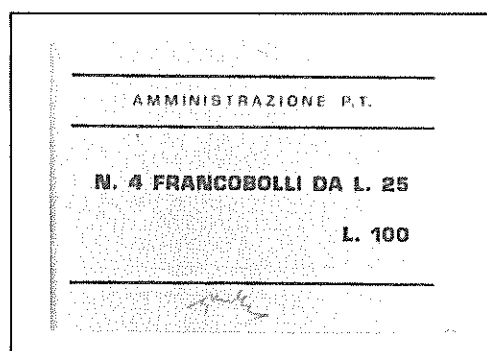 AMMINISTRAZIONE P.T.
N. 4 FRANCOBOLLI DA L. 25
L. 100